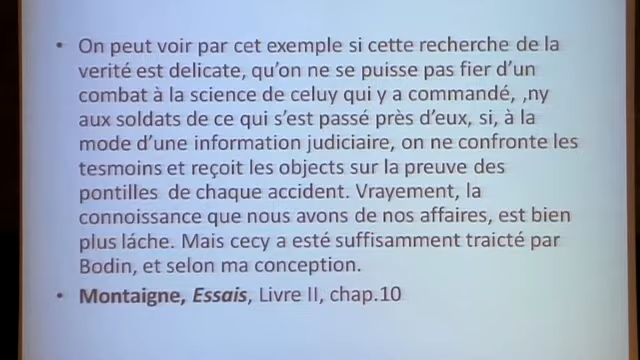 • On peut voir par cet exemple si cette recherche de la
verité est delicate, qu'on ne se puisse pas fier d'un
combat à la science de celuy qui y a commandé, ,ny
aux soldats de ce qui s'est passé près d'eux, si, à la
mode d'une information judiciaire, on ne confronte les
tesmoins et reçoit les objects sur la preuve des
pontilles de chaque accident. Vrayement, la
connoissance que nous avons de nos affaires, est bien
plus láche. Mais cecy a esté suffisamment traicté par
Bodin, et selon ma conception.
• Montaigne, Essais, Livre II, chap.10